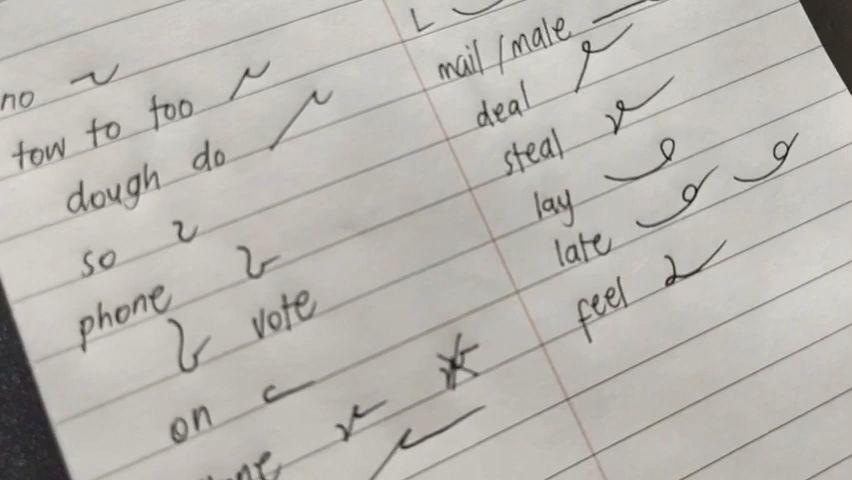 no
tow to too
dough do
so
phone
vote
on
L
mail/male
deal
steal
lay
late
feel